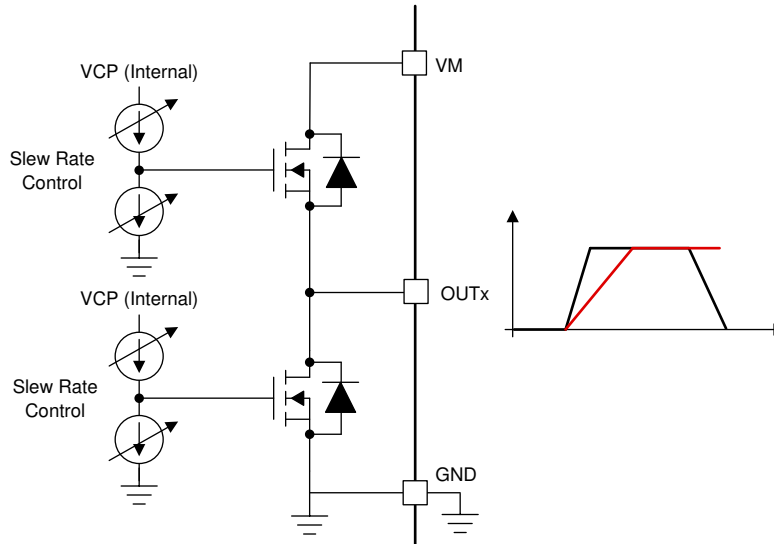 VM
VCP (Internal)
Slew Rate
Control
OUTx
VCP (Internal)
Slew Rate
Control
GND